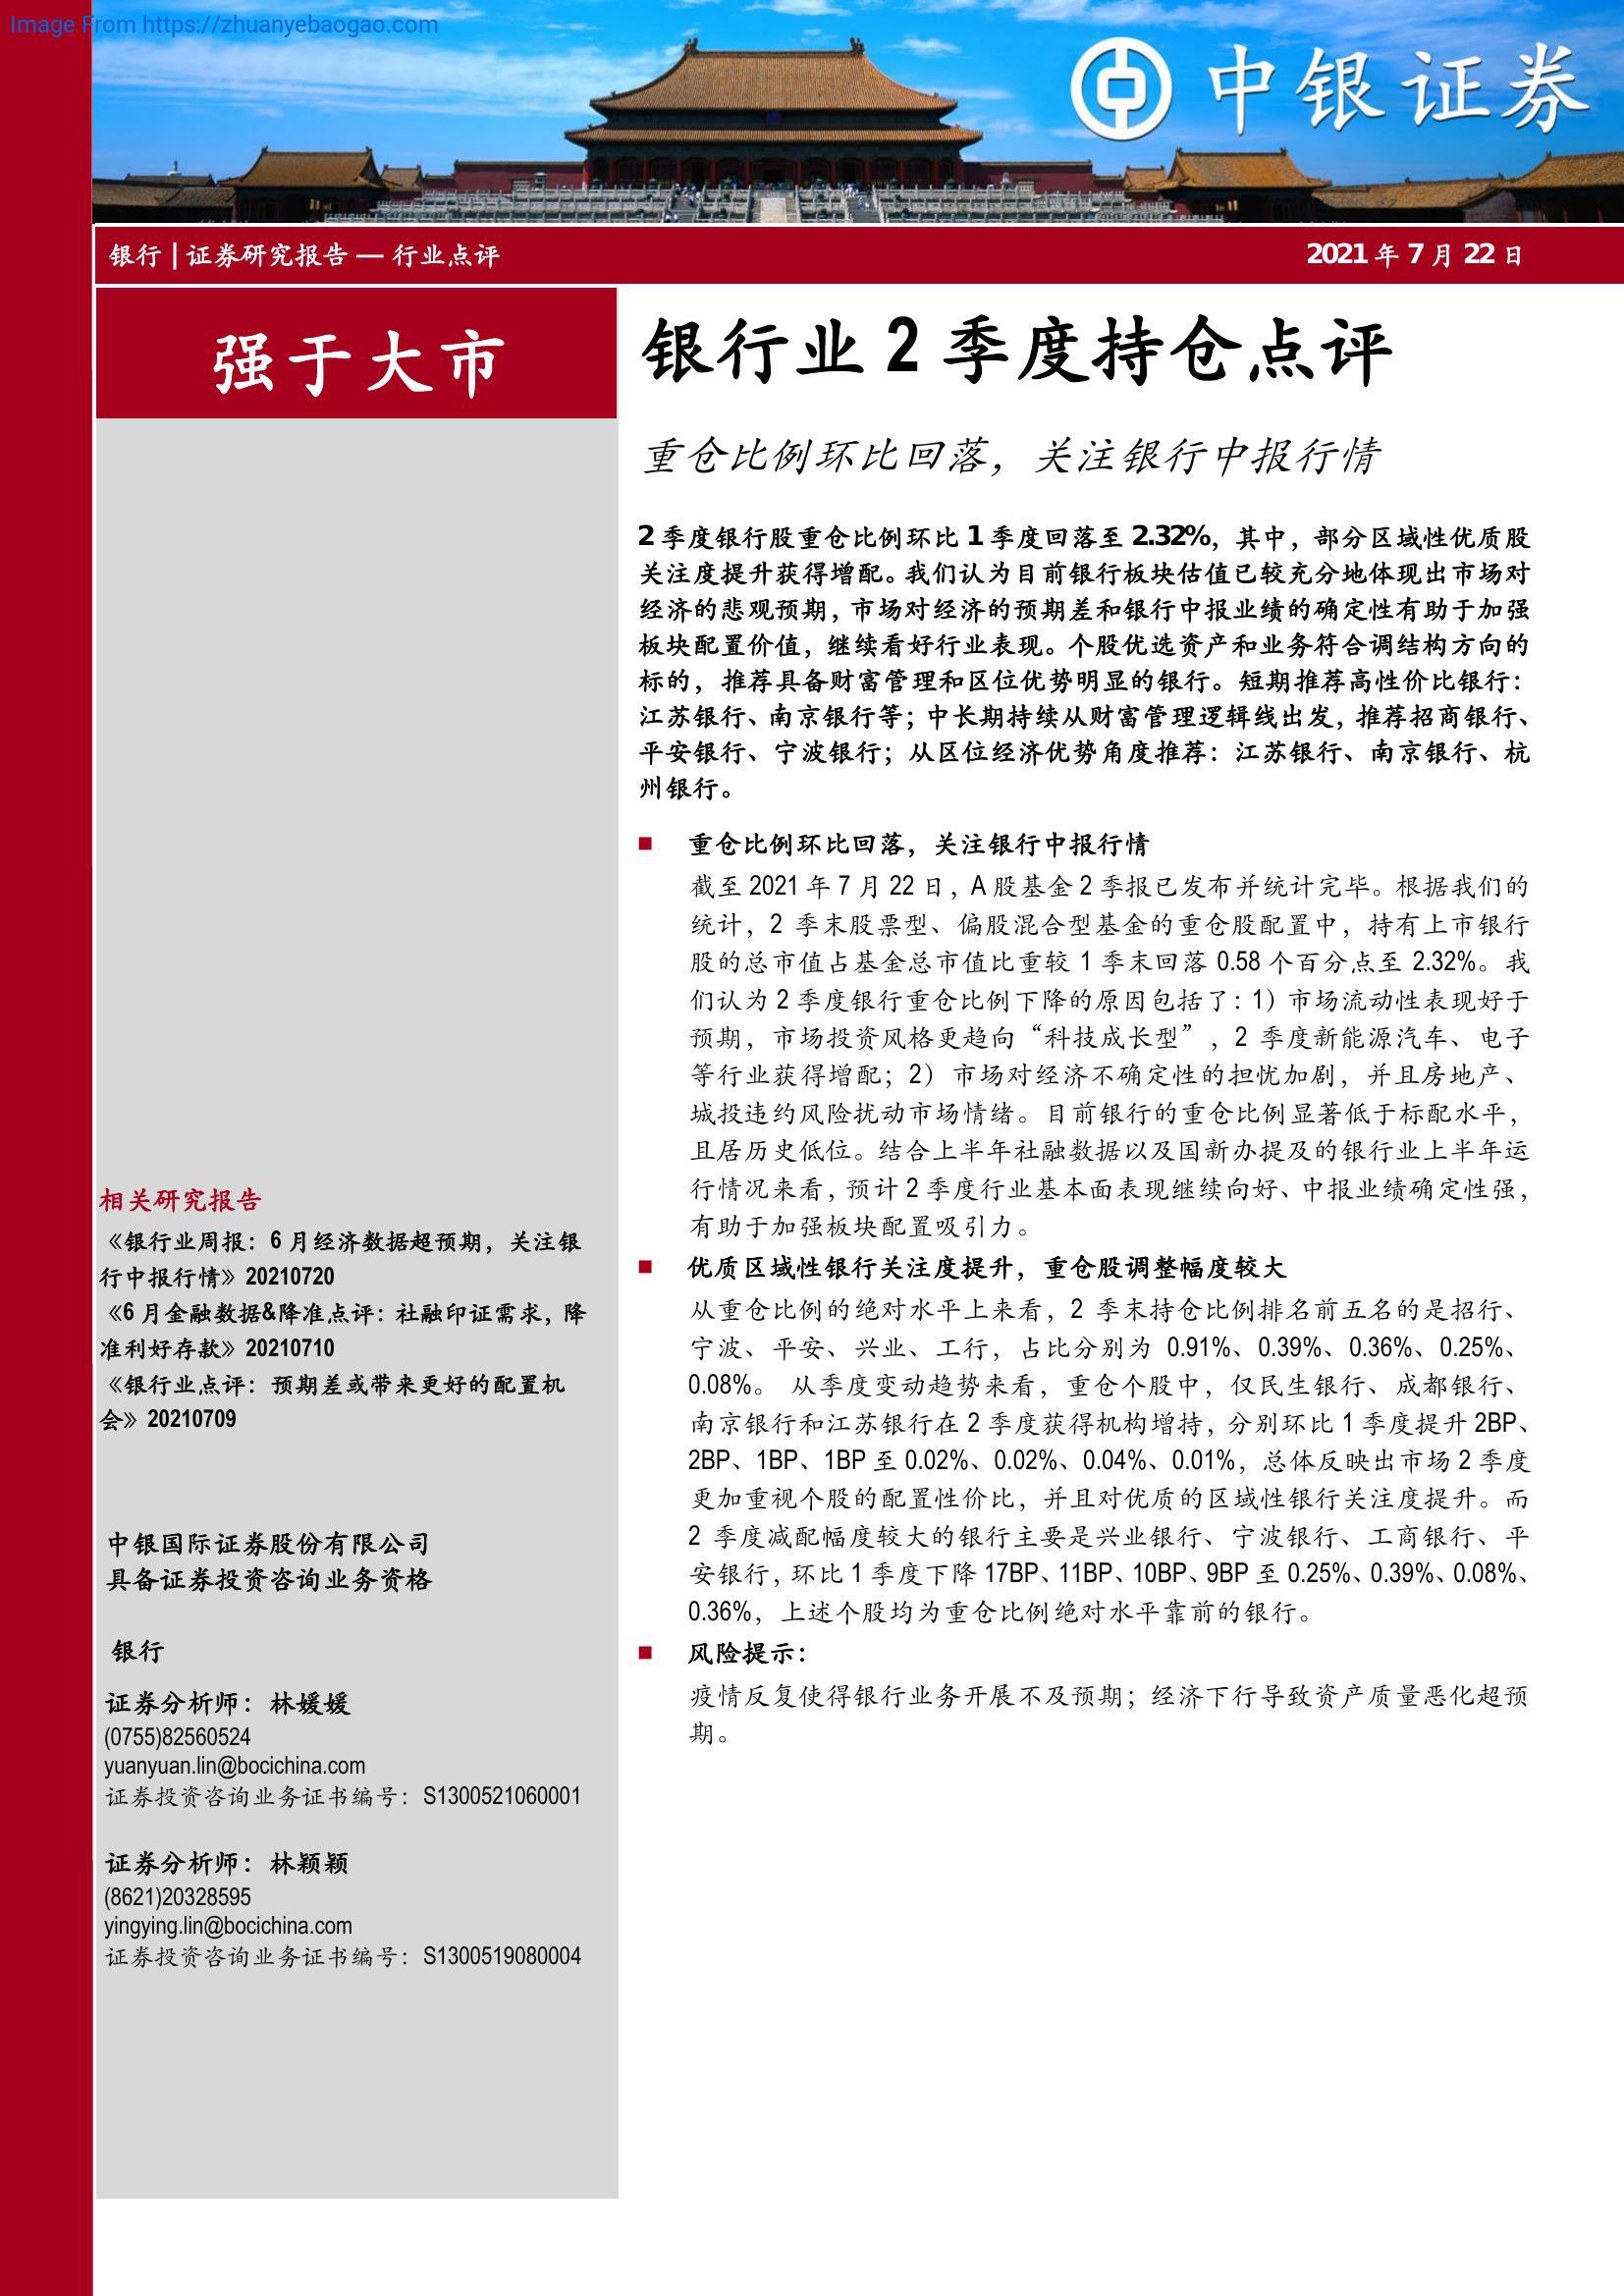 Image From https://zhuanyebaogao.com
中银证券
银行 | 证券研究报告 — 行业点评
2021 年 7 月 22 日
强于大市
银行业 2 季度持仓点评
重仓比例环比回落，关注银行中报行情
2 季度银行股重仓比例环比 1 季度回落至 2.32%，其中，部分区域性优质股
关注度提升获得增配。我们认为目前银行板块估值已较充分地体现出市场对
经济的悲观预期，市场对经济的预期差和银行中报业绩的确定性有助于加强
板块配置价值，继续看好行业表现。个股优选资产和业务符合调结构方向的
标的，推荐具备财富管理和区位优势明显的银行。短期推荐高性价比银行：
江苏银行、南京银行等；中长期持续从财富管理逻辑线出发，推荐招商银行、
平安银行、宁波银行；从区位经济优势角度推荐：江苏银行、南京银行、杭
州银行。
■ 重仓比例环比回落，关注银行中报行情
截至 2021 年 7 月 22 日，A 股基金 2 季报已发布并统计完毕。根据我们的
统计，2 季末股票型、偏股混合型基金的重仓股配置中，持有上市银行
股的总市值占基金总市值比重较 1 季末回落 0.58 个百分点至 2.32%。我
们认为 2 季度银行重仓比例下降的原因包括了：1）市场流动性表现好于
预期，市场投资风格更趋向“科技成长型”，2 季度新能源汽车、电子
等行业获得增配；2）市场对经济不确定性的担忧加剧，并且房地产、
城投违约风险扰动市场情绪。目前银行的重仓比例显著低于标配水平，
且居历史低位。结合上半年社融数据以及国新办提及的银行业上半年运
行情况来看，预计 2 季度行业基本面表现继续向好、中报业绩确定性强，
有助于加强板块配置吸引力。
■ 优质区域性银行关注度提升，重仓股调整幅度较大
从重仓比例的绝对水平上来看，2 季末持仓比例排名前五名的是招行、
宁波、平安、兴业、工行，占比分别为 0.91%、0.39%、0.36%、0.25%、
0.08%。 从季度变动趋势来看，重仓个股中，仅民生银行、成都银行、
南京银行和江苏银行在 2 季度获得机构增持，分别环比 1 季度提升 2BP、
2BP、1BP、1BP 至 0.02%、0.02%、0.04%、0.01%，总体反映出市场 2 季度
更加重视个股的配置性价比，并且对优质的区域性银行关注度提升。而
2 季度减配幅度较大的银行主要是兴业银行、宁波银行、工商银行、平
安银行，环比 1 季度下降 17BP、11BP、10BP、9BP 至 0.25%、0.39%、0.08%、
0.36%，上述个股均为重仓比例绝对水平靠前的银行。
■ 风险提示：
疫情反复使得银行业务开展不及预期；经济下行导致资产质量恶化超预
期。
相关研究报告
《银行业周报：6 月经济数据超预期，关注银
行中报行情》20210720
《6 月金融数据&降准点评：社融印证需求，降
准利好存款》20210710
《银行业点评：预期差或带来更好的配置机
会》20210709
中银国际证券股份有限公司
具备证券投资咨询业务资格
银行
证券分析师：林媛媛
(0755)82560524
yuanyuan.lin@bocichina.com
证券投资咨询业务证书编号：S1300521060001
证券分析师：林颖颖
(8621)20328595
yingying.lin@bocichina.com
证券投资咨询业务证书编号：S1300519080004